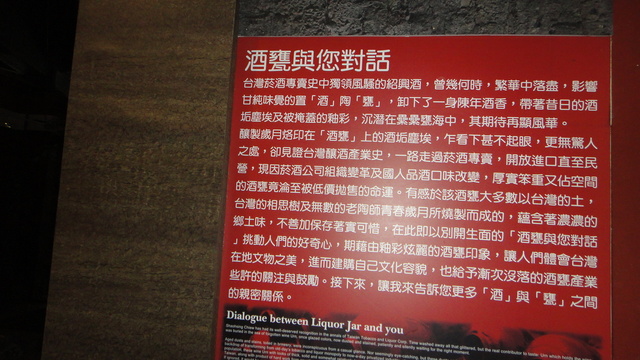 酒甕與您對話
台灣菸酒專賣史中獨領風騷的紹興酒，曾幾何時，繁華中落盡，影響
甘純味覺的置「酒」陶「甕」，卸下了一身陳年酒香，帶著昔日的酒
垢塵埃及被掩蓋的釉彩，沉潛在彙彙甕海中，其期待再顯風華。
釀製歲月烙印在「酒甕」上的酒垢塵埃，乍看下甚不起眼，更無驚人
之處，卻見證台灣釀酒產業史，一路走過菸酒專賣，開放進口直至民
營，現因菸酒公司組織變革及國人品酒口味改變，厚實笨重又佔空間
的酒甕竟淪至被低價拋售的命運。有感於該酒甕大多數以台灣的土，
台灣的相思樹及無數的老陶師青春歲月所燒製而成的，蘊含著濃濃的
鄉土味，不善加保存著實可惜，在此即以別開生面的「酒甕與您對話
」挑動人們的好奇心，期藉由釉彩炫麗的酒甕印象，讓人們體會台灣
在地文物之美，進而建購自己文化容貌，也給予漸次沒落的酒甕產業
些許的關注與鼓勵。接下來，讓我來告訴您更多「酒」與「甕」之間
的親密關係。
Dialogue between Liquor Jar and you